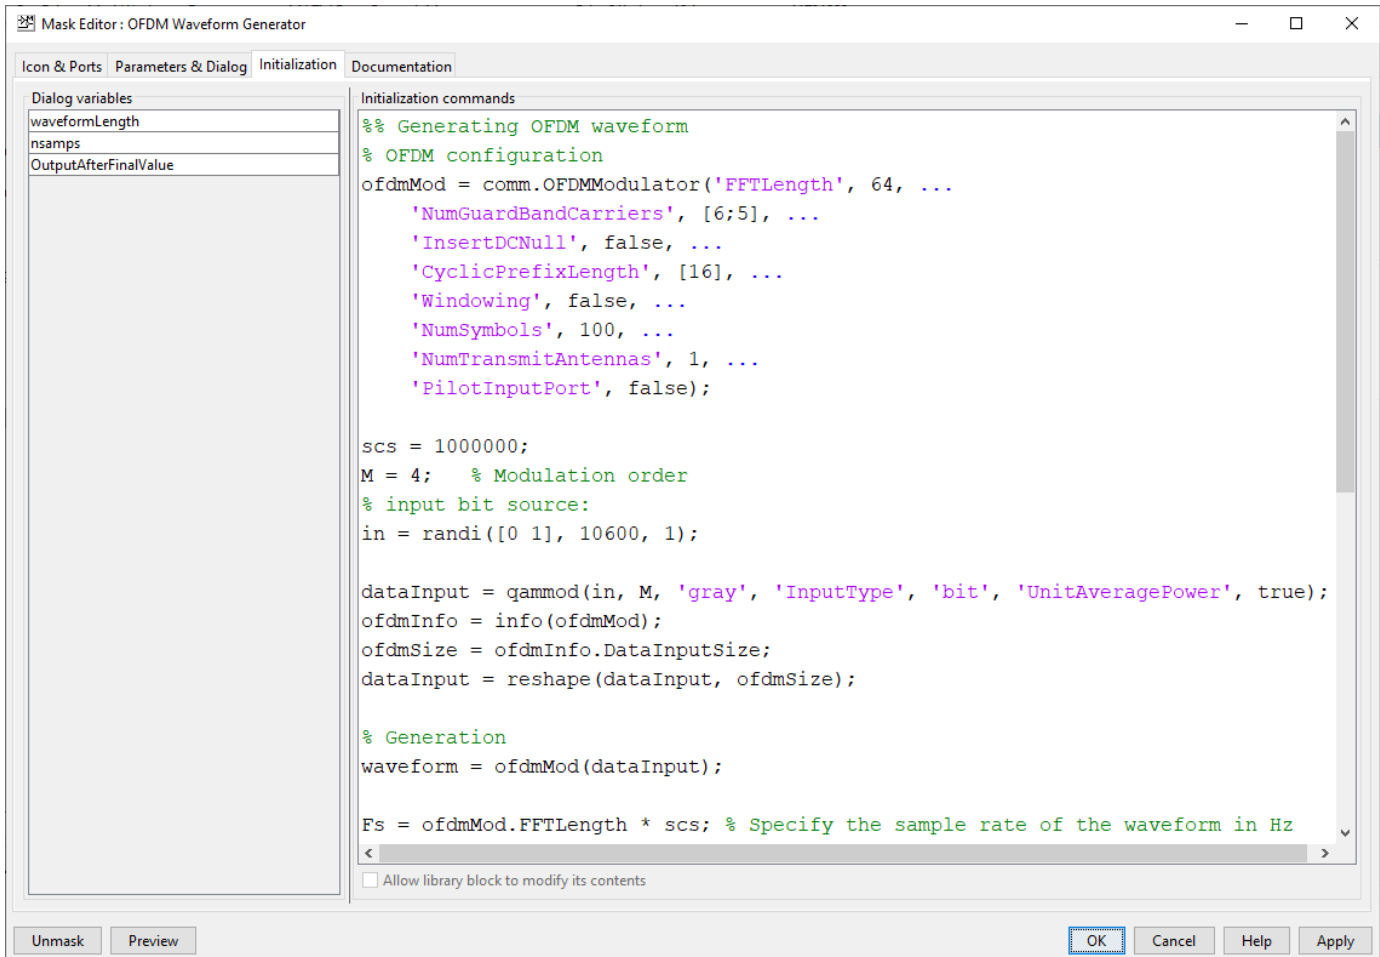 Mask Editor : OFDM Waveform Generator
Icon & Ports Parameters & Dialog Initialization Documentation
Dialog variables
waveformLength
nsamps
OutputAfterFinalValue
Initialization commands
%% Generating OFDM waveform
% OFDM configuration
ofdmMod = comm.OFDMModulator('FFTLength', 64, ...
    'NumGuardBandCarriers', [6;5], ...
    'InsertDCNull', false, ...
    'CyclicPrefixLength', [16], ...
    'Windowing', false, ...
    'NumSymbols', 100, ...
    'NumTransmitAntennas', 1, ...
    'PilotInputPort', false);
scs = 1000000;
M = 4;   % Modulation order
% input bit source:
in = randi([0 1], 10600, 1);
dataInput = qammod(in, M, 'gray', 'InputType', 'bit', 'UnitAveragePower', true);
ofdmInfo = info(ofdmMod);
ofdmSize = ofdmInfo.DataInputSize;
dataInput = reshape(dataInput, ofdmSize);
% Generation
waveform = ofdmMod(dataInput);
Fs = ofdmMod.FFTLength * scs; % Specify the sample rate of the waveform in Hz
Allow library block to modify its contents
Unmask Preview OK Cancel Help Apply